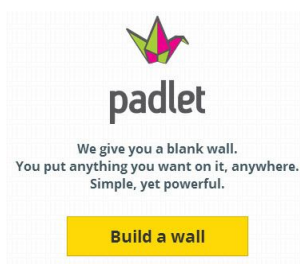 padlet
We give you a blank wall.
You put anything you want on it, anywhere.
Simple, yet powerful.
Build a wall